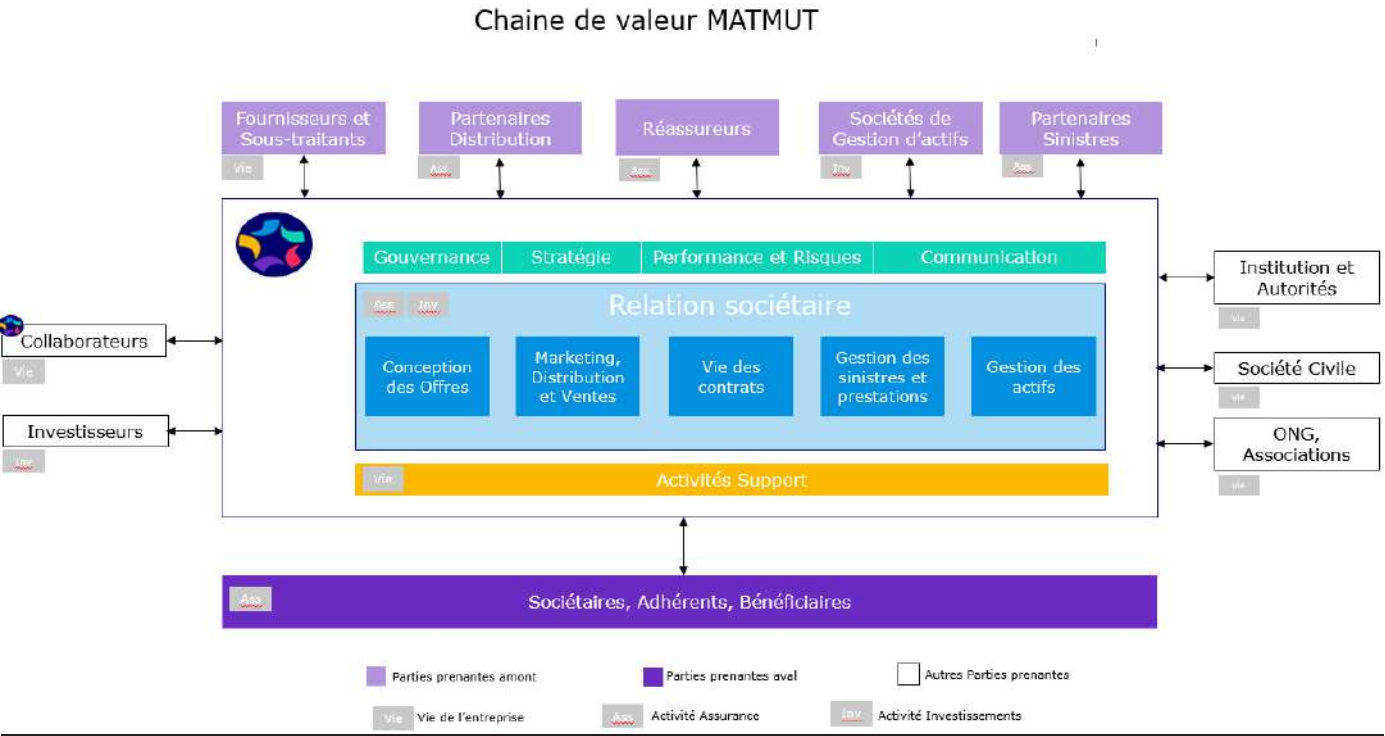 Chaine de valeur MATMUT
Fournisseurs et
Sous-traitants
Vie
Partenaires
Distribution
Ass
Réassureurs
Ass
Sociétés de
Gestion d'actifs
Inv
Partenaires
Sinistres
Ass
Gouvernance
Stratégie
Performance et Risques
Communication
Ass
Inv
Relation sociétaire
Conception
des Offres
Marketing,
Distribution
et Ventes
Vie des
contrats
Gestion des
sinistres et
prestations
Gestion des
actifs
Vie
Activités Support
Collaborateurs
Vie
Investisseurs
Inv
Institution et
Autorités
Vie
Société Civile
Vie
ONG,
Associations
Vie
Ass
Sociétaires, Adhérents, Bénéficiaires
Parties prenantes amont
Parties prenantes aval
Autres Parties prenantes
Vie
Vie de l'entreprise
Ass
Activité Assurance
Inv
Activité Investissements